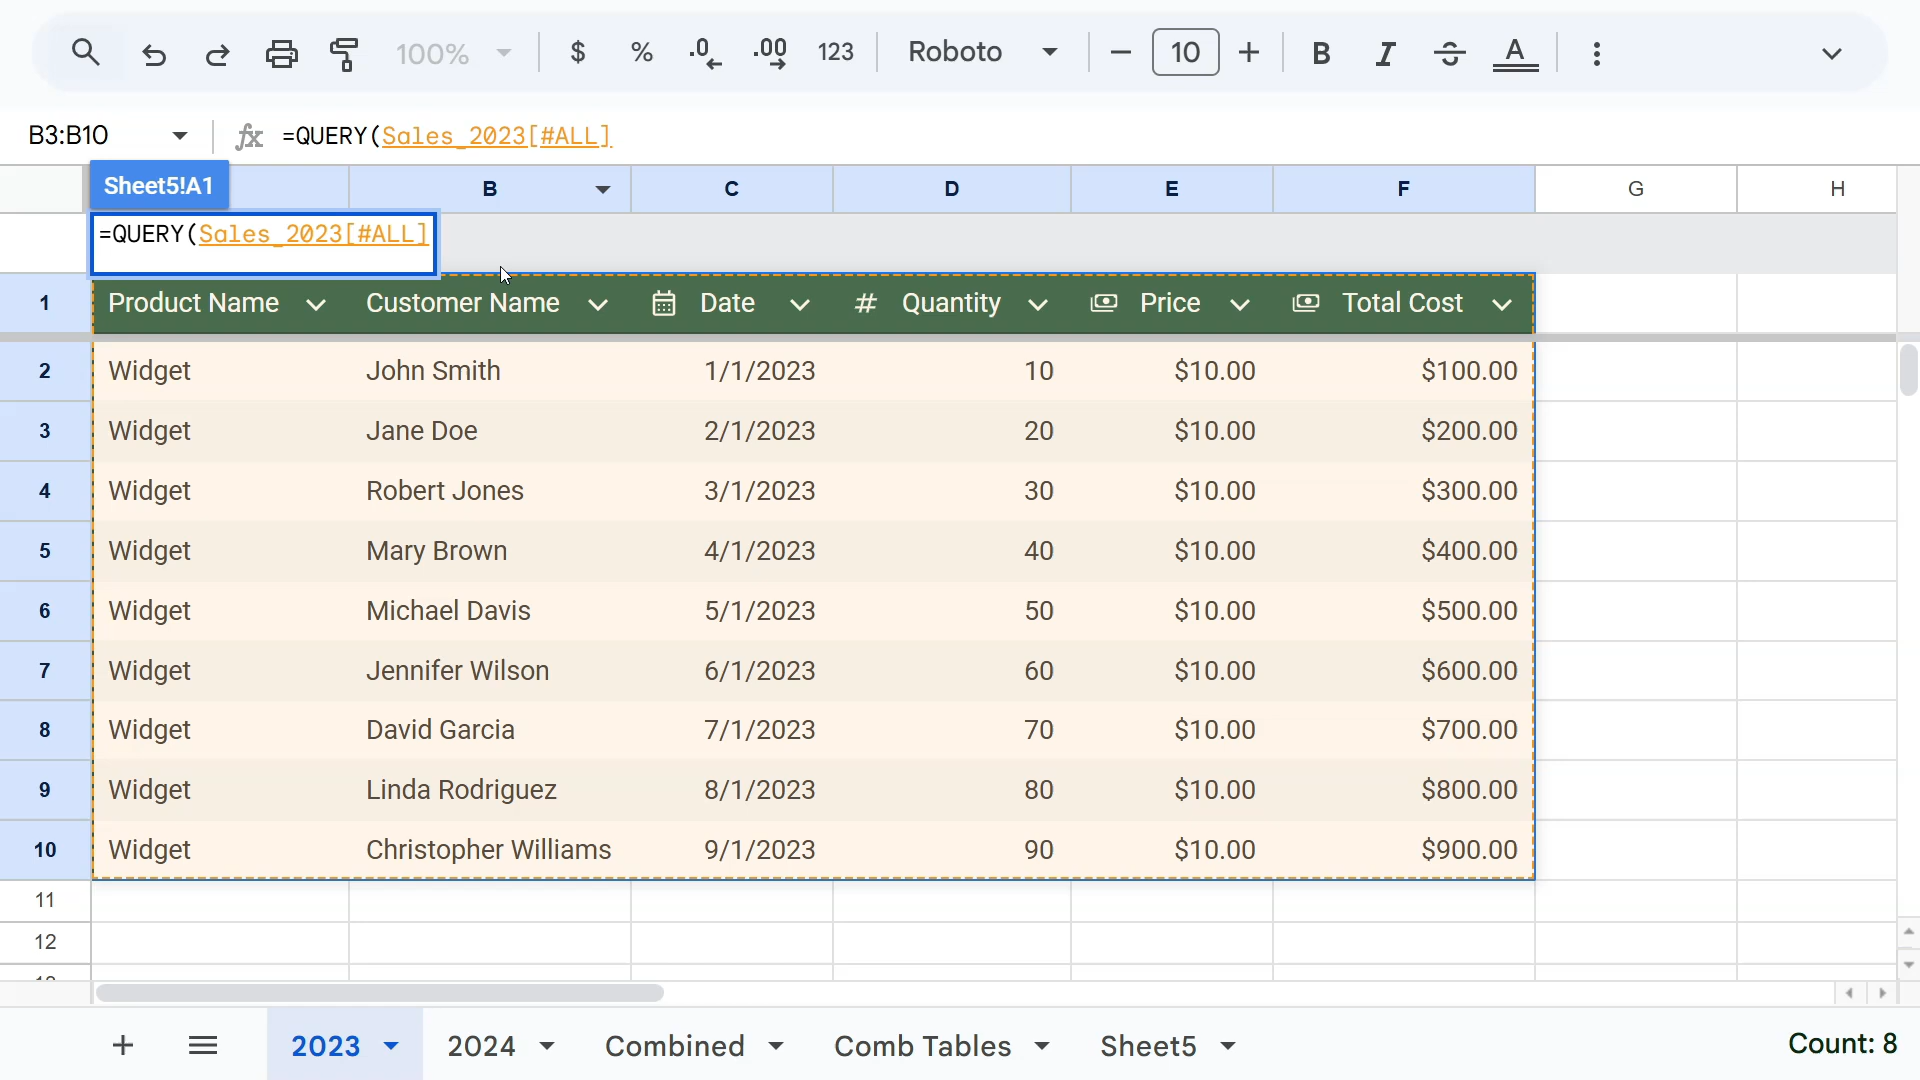 100% $ % .0 .00 123 Roboto 10 B I S A
B3:B10 fx =QUERY(Sales_2023[#ALL]
Sheet5!A1 B C D E F G H
=QUERY(Sales_2023[#ALL]
1 Product Name Customer Name # Date Quantity Price Total Cost
2 Widget John Smith 1/1/2023 10 $10.00 $100.00
3 Widget Jane Doe 2/1/2023 20 $10.00 $200.00
4 Widget Robert Jones 3/1/2023 30 $10.00 $300.00
5 Widget Mary Brown 4/1/2023 40 $10.00 $400.00
6 Widget Michael Davis 5/1/2023 50 $10.00 $500.00
7 Widget Jennifer Wilson 6/1/2023 60 $10.00 $600.00
8 Widget David Garcia 7/1/2023 70 $10.00 $700.00
9 Widget Linda Rodriguez 8/1/2023 80 $10.00 $800.00
10 Widget Christopher Williams 9/1/2023 90 $10.00 $900.00
11
12
2023 2024 Combined Comb Tables Sheet5 Count: 8